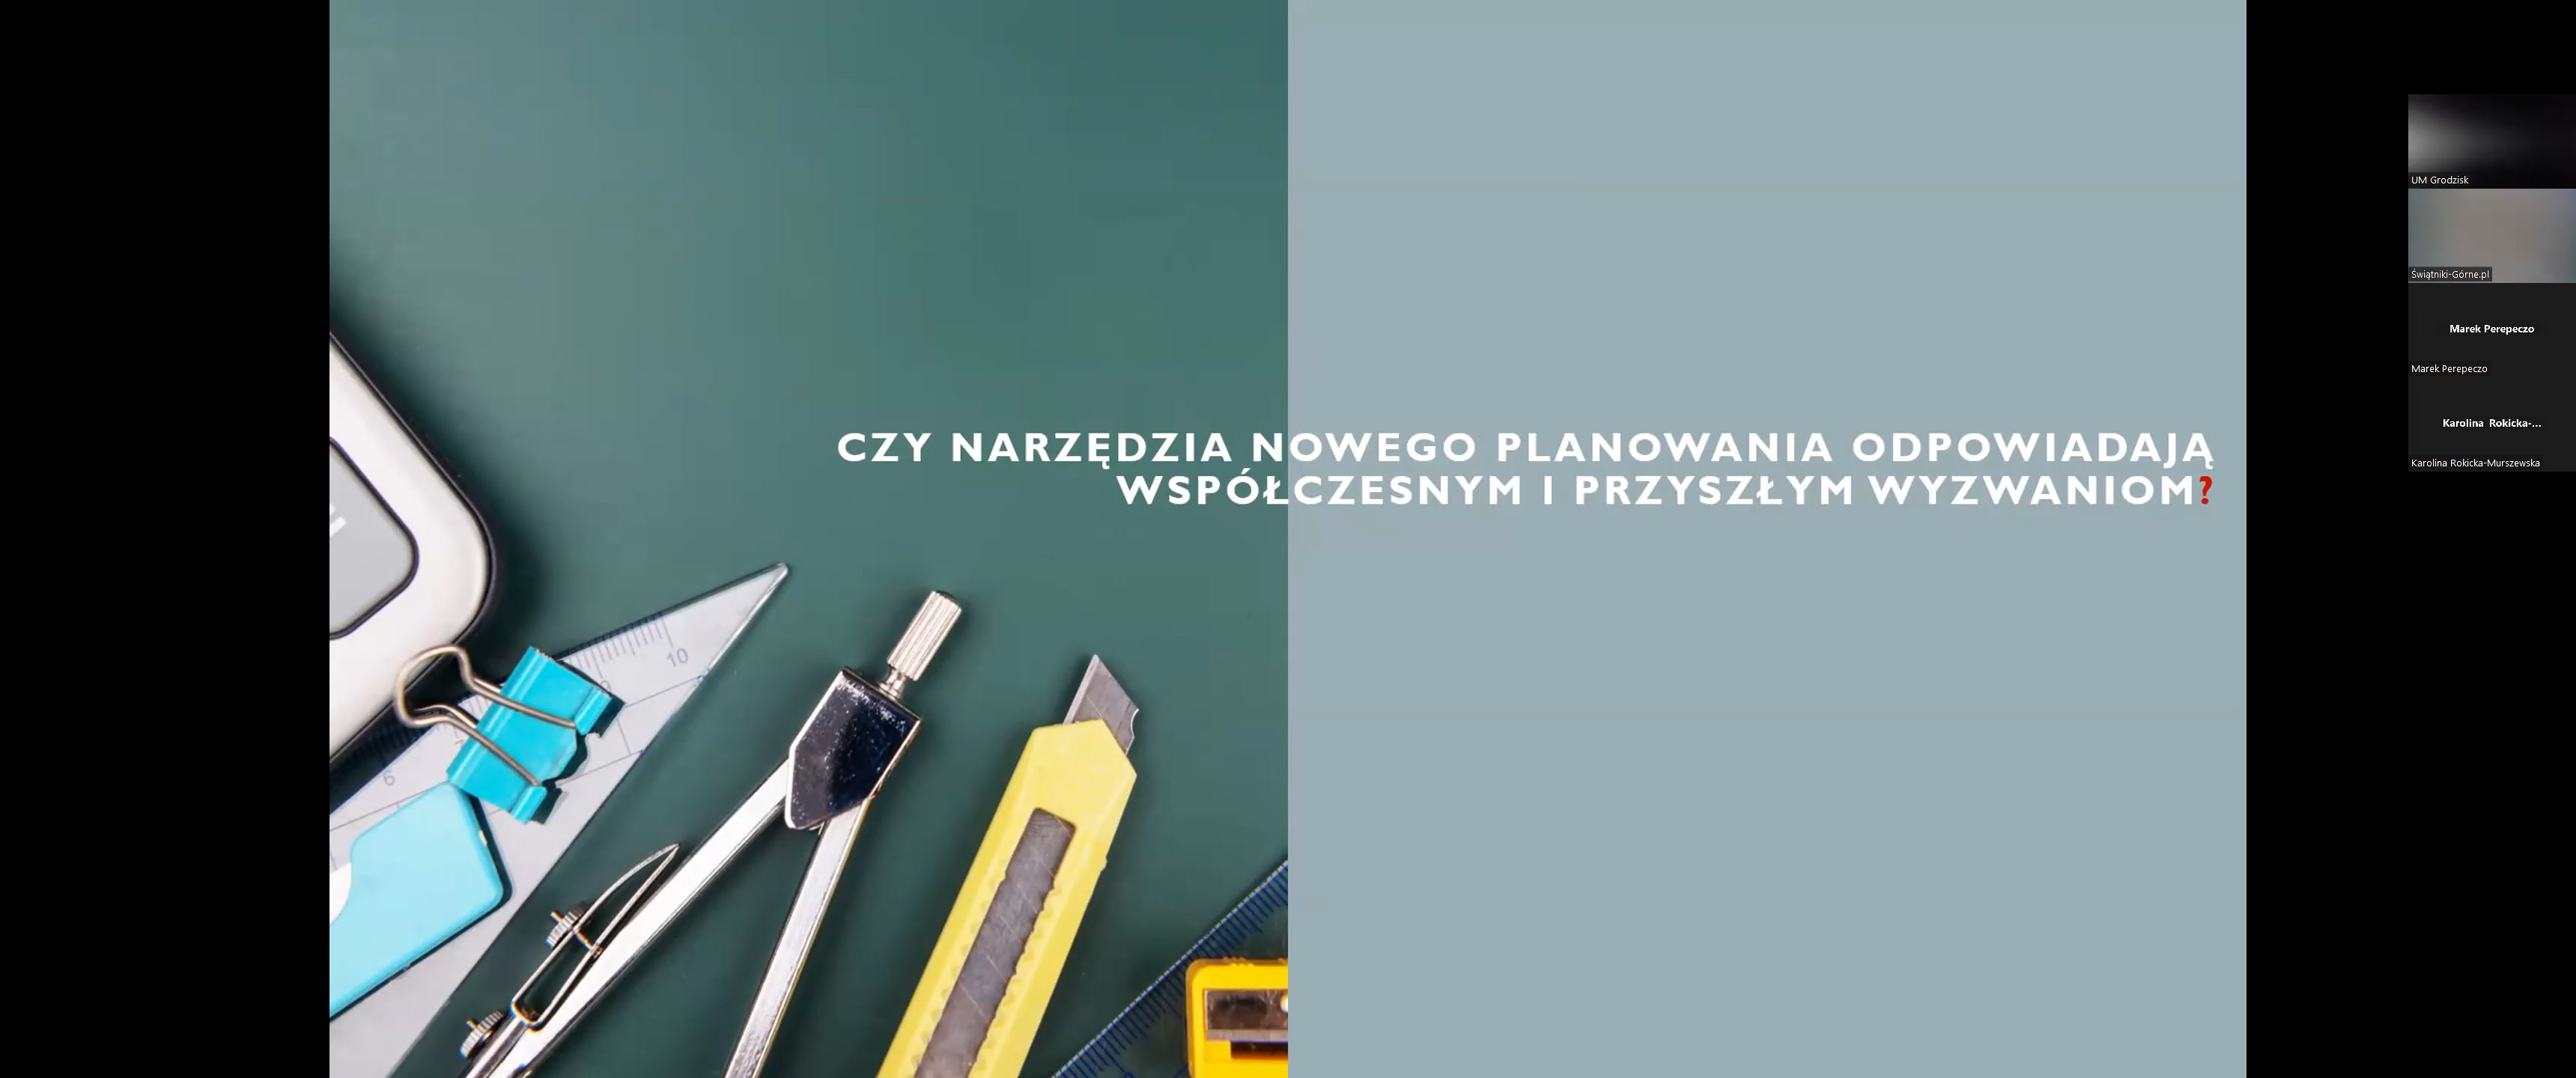 CZY NARZĘDZIA NOWEGO PLANOWANIA ODPOWIADAJĄ
WSPÓŁCZESNYM I PRZYSZŁYM WYZWANIOM?
10
6
UM Grodzisk
Świątniki-Górne.pl
Marek Perepeczo
Marek Perepeczo
Karolina Rokicka-...
Karolina Rokicka-Murszewska